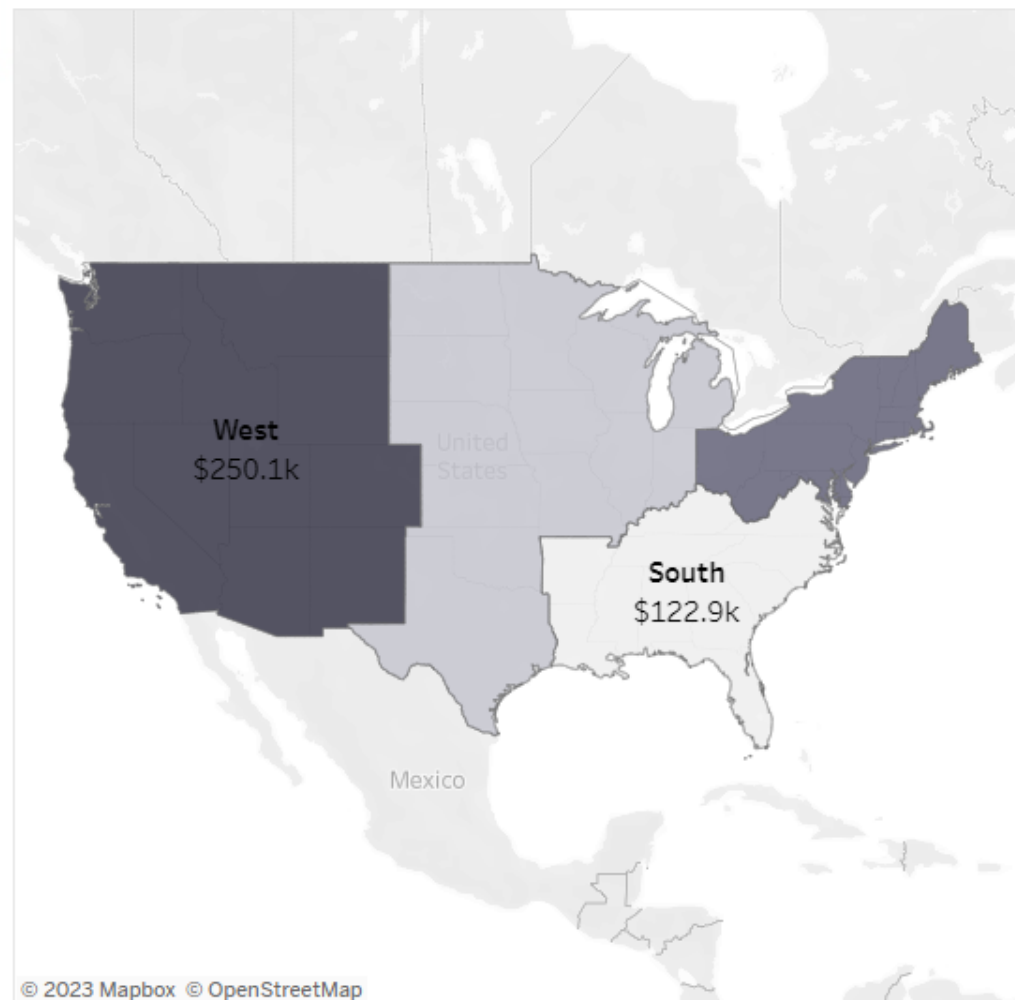 West
$250.1k
United
States
South
$122.9k
Mexico
© 2023 Mapbox © OpenStreetMap